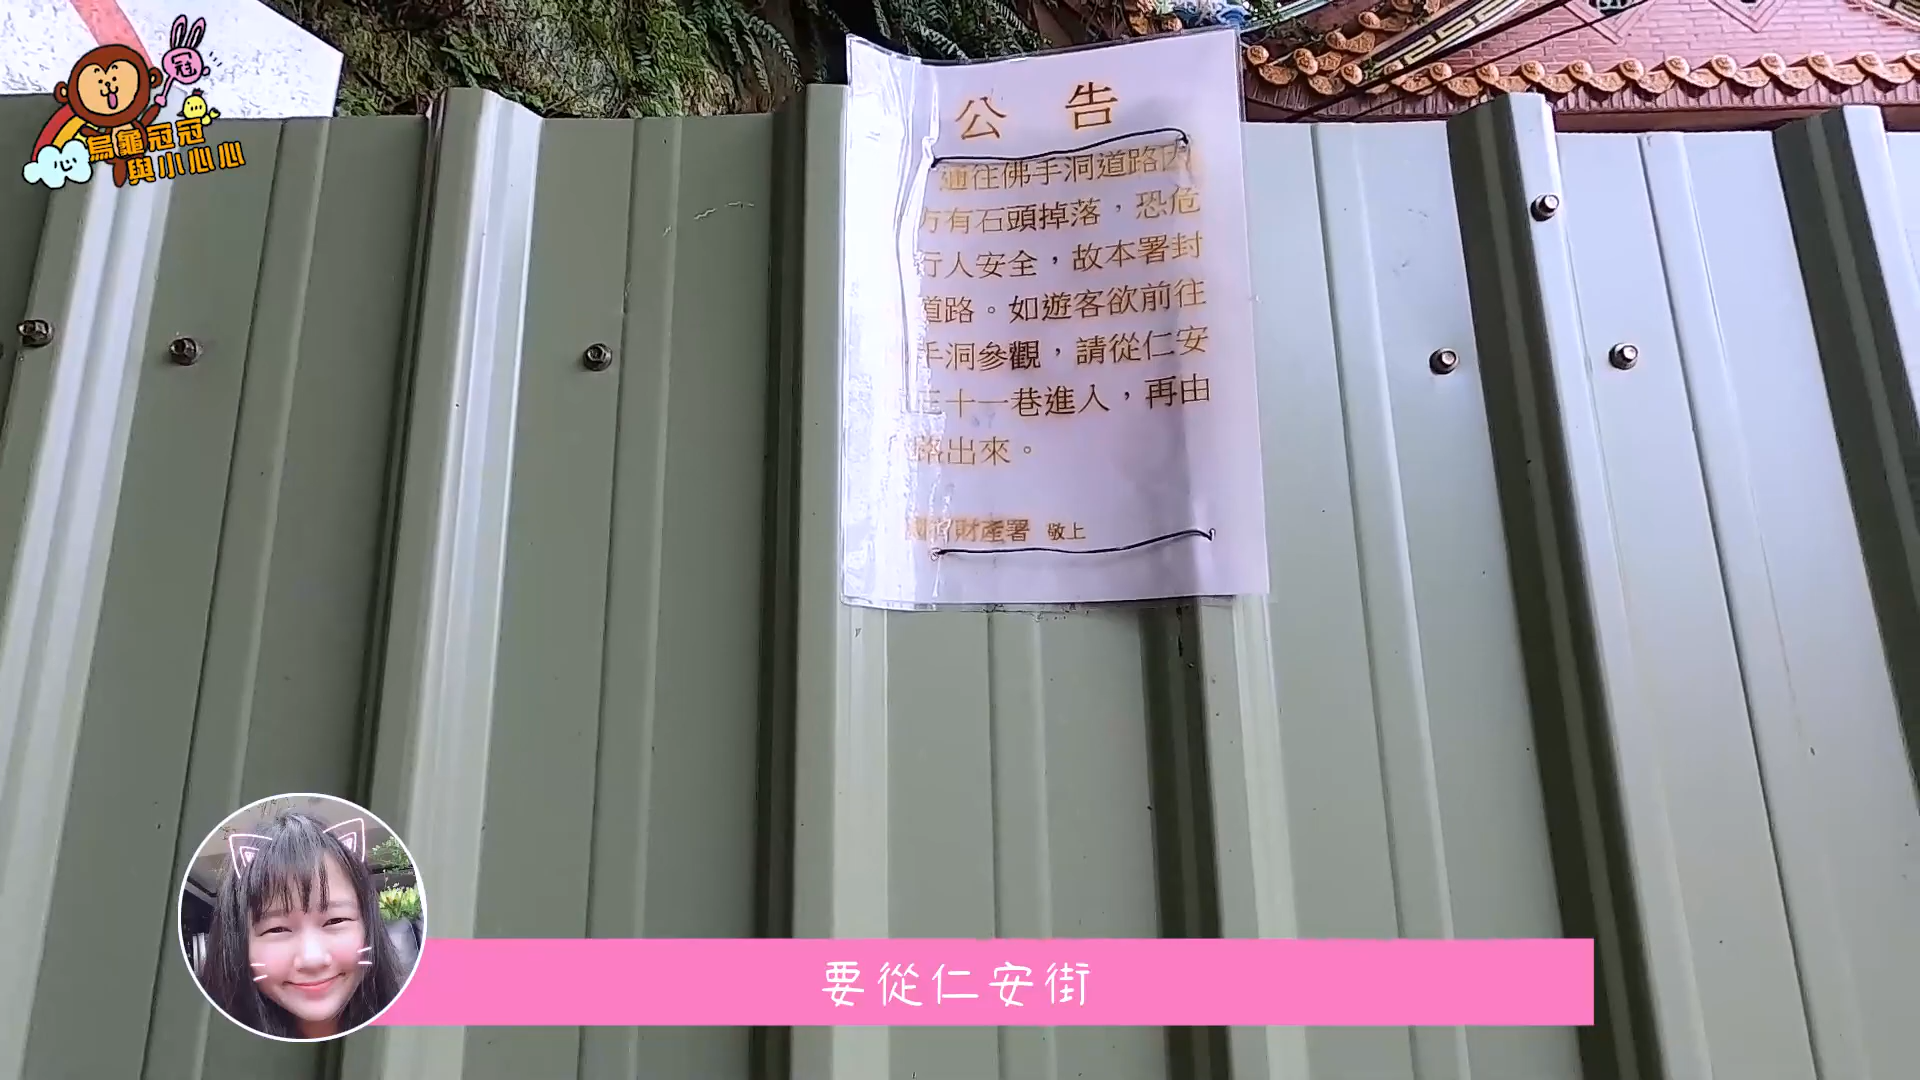 冠
心
烏龜冠冠
與小心心
公告
通往佛手洞道路因
方有石頭掉落，恐危
行人安全，故本署封
道路。如遊客欲前往
手洞參觀，請從仁安
三十一巷進入，再由
路出來。
國有財產署 敬上
要從仁安街